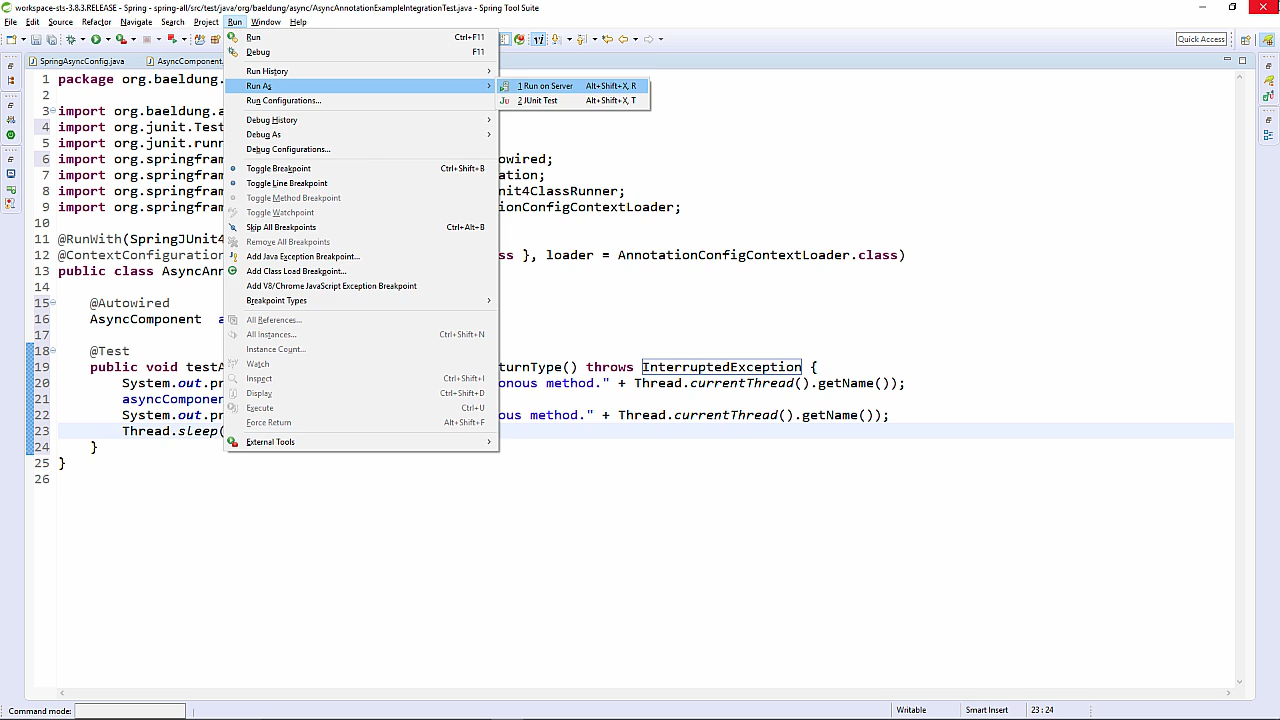 workspace-sts-3.8.3.RELEASE - Spring - spring-all/src/test/java/org/baeldung/async/AsyncAnnotationExampleIntegrationTest.java - Spring Tool Suite
File Edit Source Refactor Navigate Search Project Run Window Help
Quick Access
SpringAsyncConfig.java AsyncComponent.
Run Ctrl+F11
Debug F11
Run History
Run As
1 Run on Server Alt+Shift+X, R
2 JUnit Test Alt+Shift+X, T
Run Configurations...
Debug History
Debug As
Debug Configurations...
Toggle Breakpoint Ctrl+Shift+B
Toggle Line Breakpoint
Toggle Method Breakpoint
Toggle Watchpoint
Skip All Breakpoints Ctrl+Alt+B
Remove All Breakpoints
Add Java Exception Breakpoint...
Add Class Load Breakpoint...
Add V8/Chrome JavaScript Exception Breakpoint
Breakpoint Types
All References...
All Instances... Ctrl+Shift+N
Instance Count...
Watch
Inspect Ctrl+Shift+I
Display Ctrl+Shift+D
Execute Ctrl+U
Force Return Alt+Shift+F
External Tools
1 package org.ba
2
3 import org.baeldung.a
4 import org.junit.Test
5 import org.junit.runn
6 import org.springfram owired;
7 import org.springfram ation;
8 import org.springfram nit4ClassRunner;
9 import org.springfram ionConfigContextLoader;
10
11 @RunWith(SpringJUnit4
12 @ContextConfiguration ss }, loader = AnnotationConfigContextLoader.class)
13 public class AsyncAnn
15 @Autowired
16 AsyncComponent a
17
18 @Test
19 public void testA turnType() throws InterruptedException {
20 System.out.pr onous method." + Thread.currentThread().getName());
21 asyncComponen
22 System.out.pr ous method." + Thread.currentThread().getName());
23 Thread.sleep(
24 }
25 }
26
Command mode: Writable Smart Insert 23 : 24